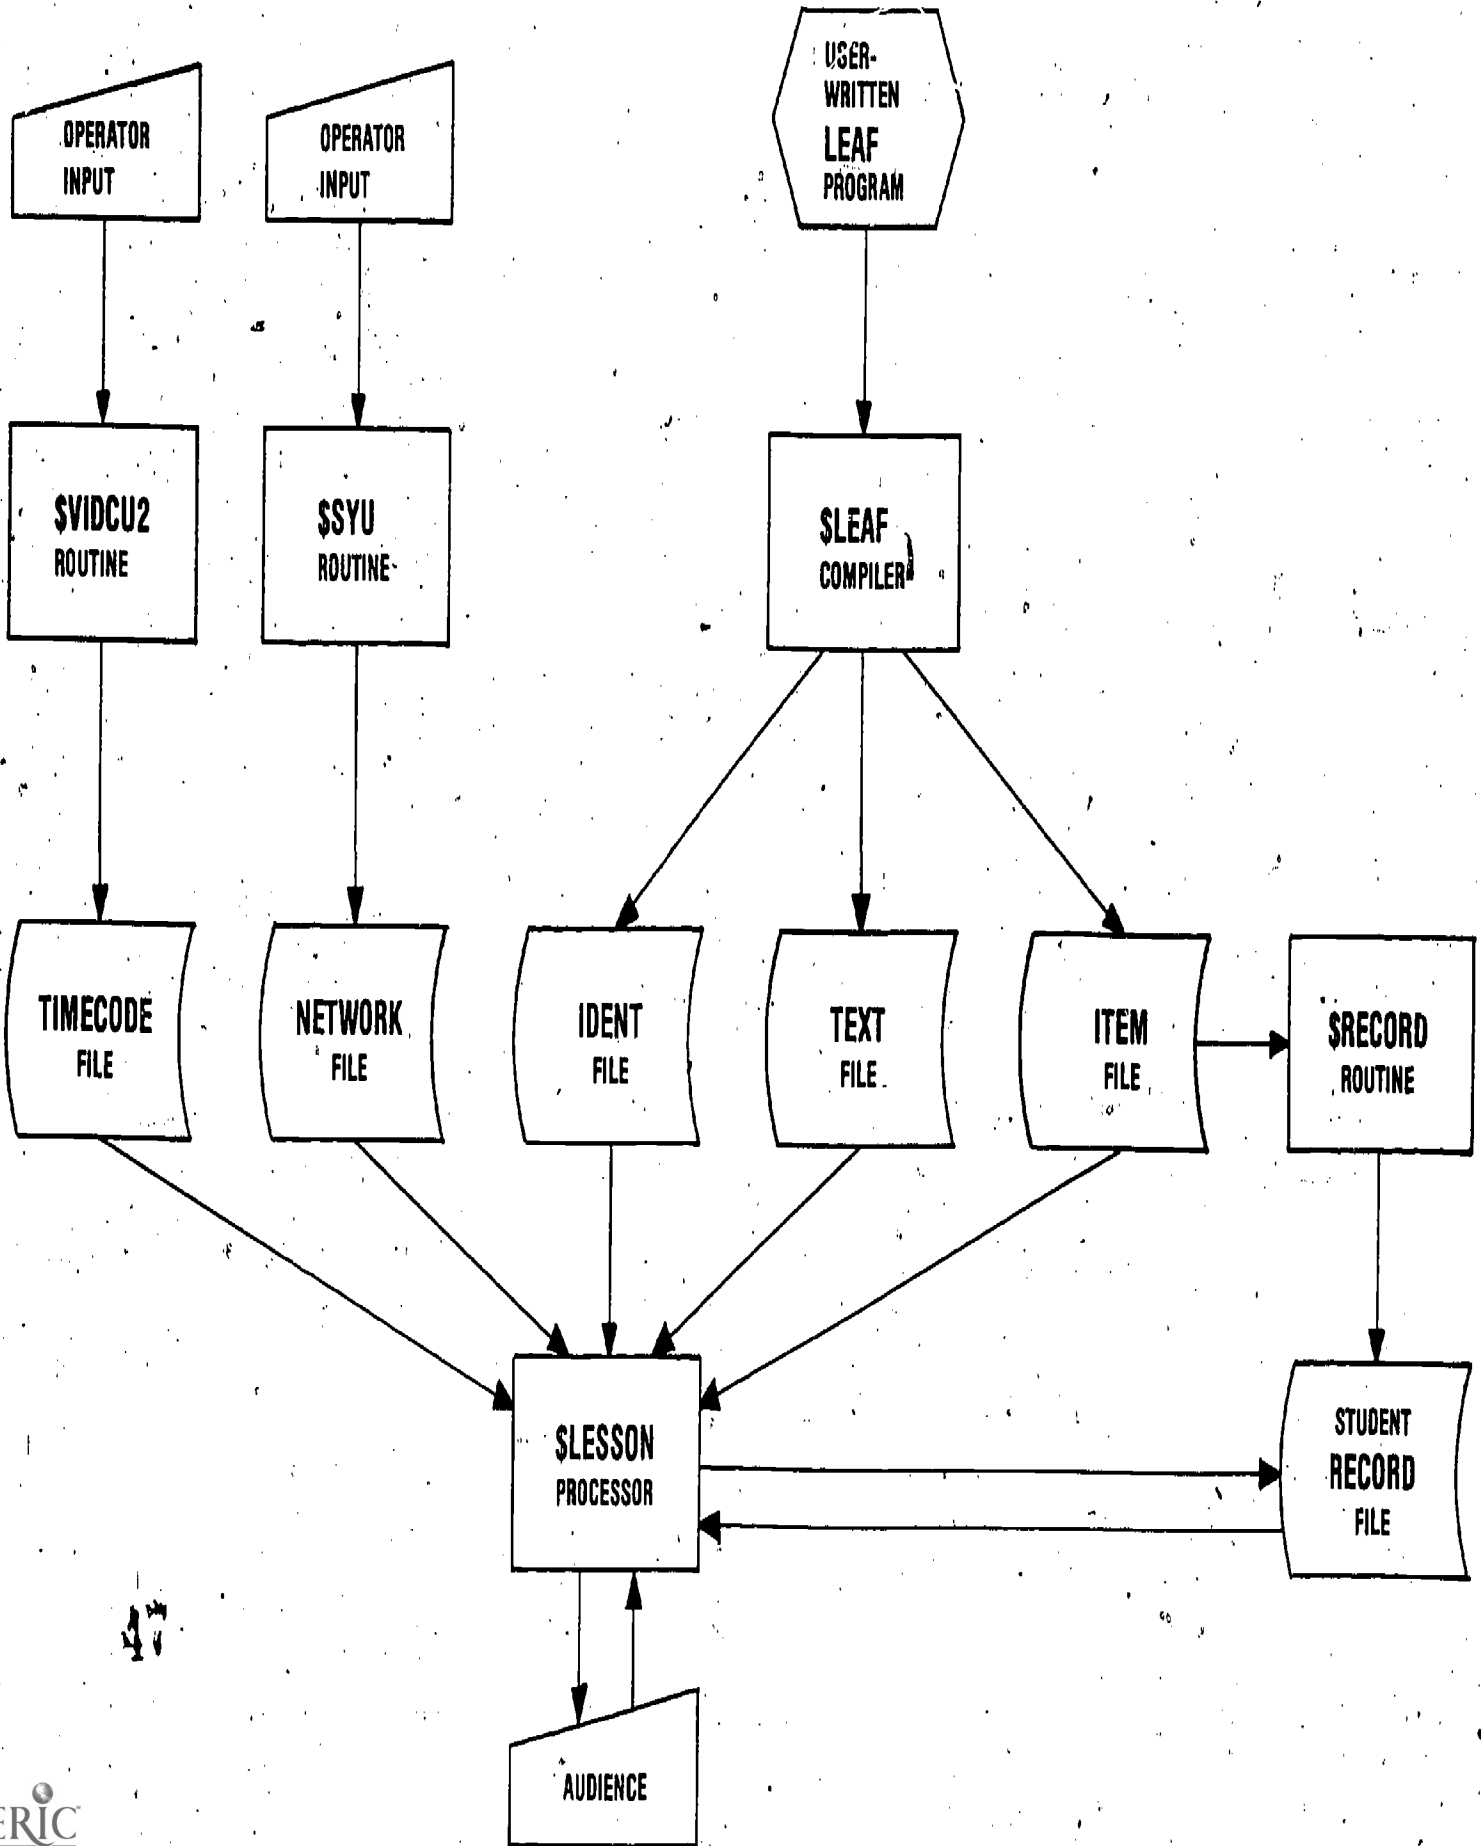 OPERATOR
INPUT
OPERATOR
INPUT
USER-
WRITTEN
LEAF
PROGRAM
$VIDCU2
ROUTINE
$SYU
ROUTINE
$LEAF
COMPILER
TIMECODE
FILE
NETWORK
FILE
IDENT
FILE
TEXT
FILE
ITEM
FILE
$RECORD
ROUTINE
$LESSON
PROCESSOR
STUDENT
RECORD
FILE
AUDIENCE
ERIC